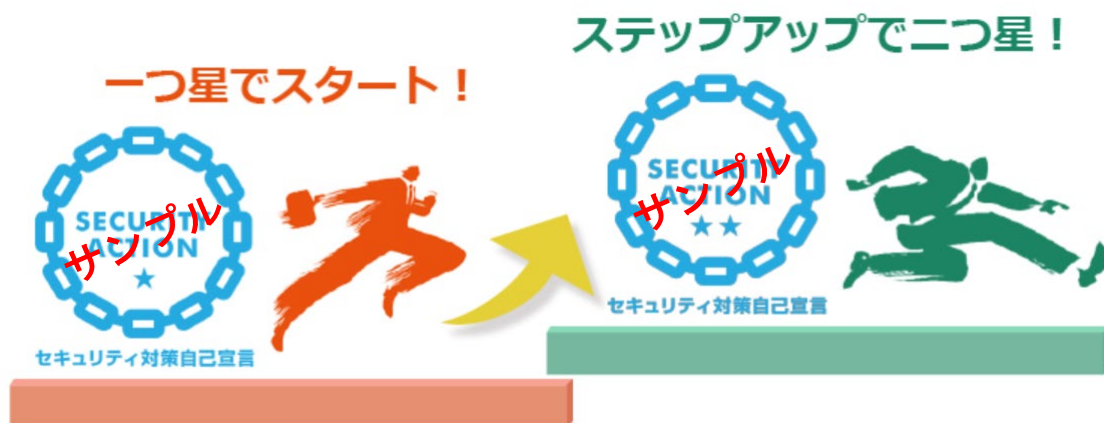 一つ星でスタート！
SECURITY
ACTION
★
サンプル
セキュリティ対策自己宣言
ステップアップで二つ星！
SECURITY
ACTION
★★
サンプル
セキュリティ対策自己宣言